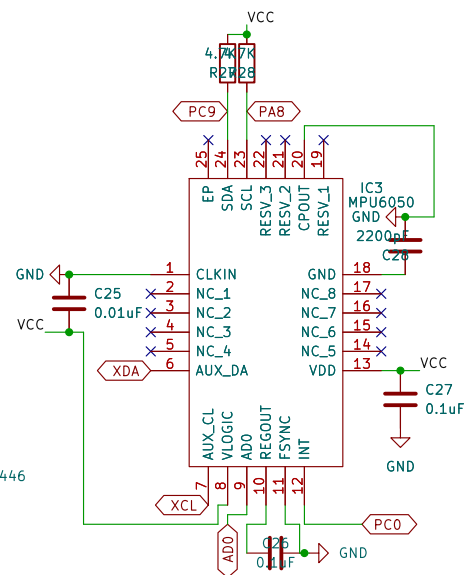 VCC
4.7K
4.7K
R27
R28
PC9
PA8
25
24
23
22
21
20
19
EP
SDA
SCL
RESV_3
RESV_2
CPOUT
RESV_1
IC3
MPU6050
GND
2200pF
C28
GND
1
CLKIN
GND
18
C25
0.01uF
2
NC_1
NC_8
17
3
NC_2
NC_7
16
VCC
4
NC_3
NC_6
15
5
NC_4
NC_5
14
XDA
6
AUX_DA
VDD
13
VCC
C27
0.1uF
GND
AUX_CL
VLOGIC
AD0
REGOUT
FSYNC
INT
446
7
8
9
10
11
12
XCL
PC0
AD0
C26
0.1uF
GND